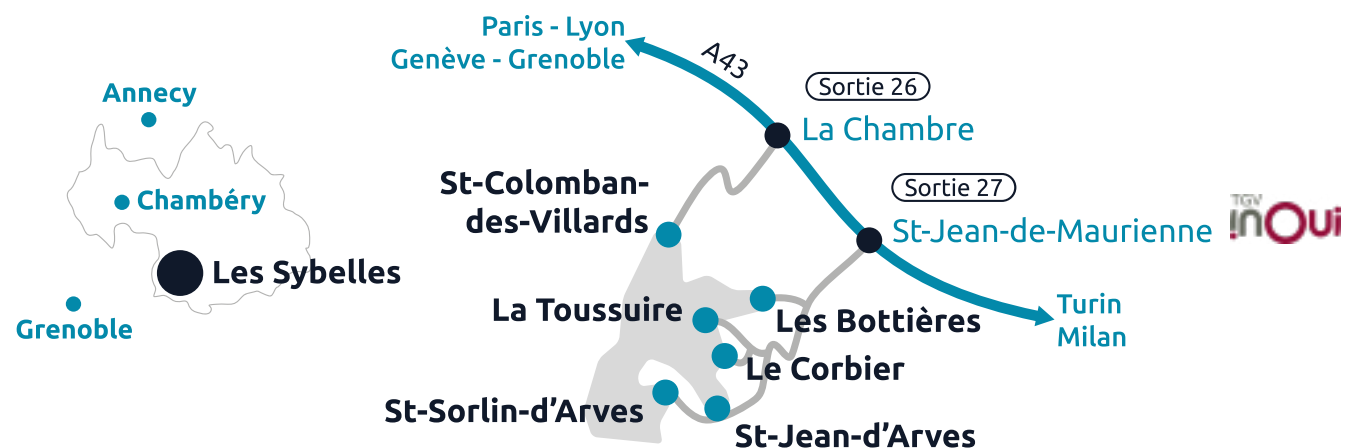 Annecy
Chambéry
Les Sybelles
Grenoble
Paris - Lyon
Genève - Grenoble
A43
Sortie 26
La Chambre
Sortie 27
St-Jean-de-Maurienne
TGV
inOui
Turin
Milan
St-Colomban-
des-Villards
La Toussuire
Les Bottières
Le Corbier
St-Sorlin-d’Arves
St-Jean-d’Arves